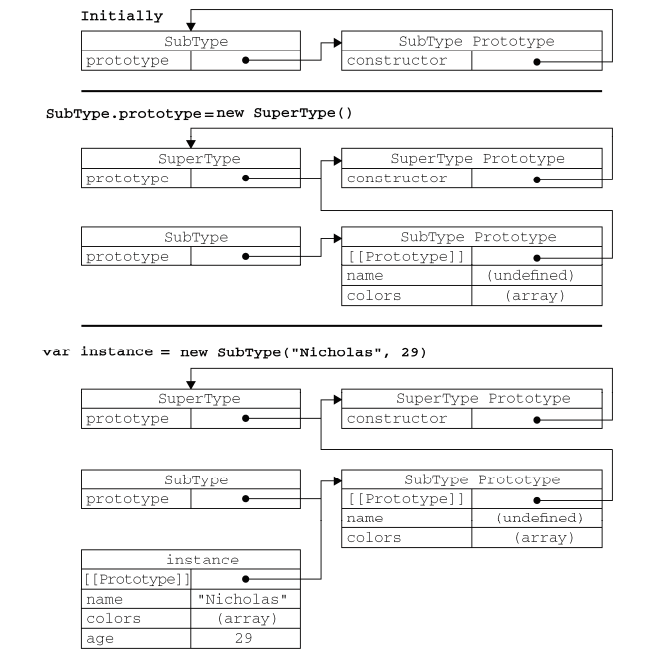 Initially
SubType
SubType Prototype
prototype
constructor
SubType.prototype=new SuperType()
SuperType
SuperType Prototype
prototype
constructor
SubType
SubType Prototype
prototype
[[Prototype]]
name (undefined)
colors (array)
var instance = new SubType("Nicholas", 29)
SuperType
SuperType Prototype
prototype
constructor
SubType
SubType Prototype
prototype
[[Prototype]]
name (undefined)
colors (array)
instance
[[Prototype]]
name "Nicholas"
colors (array)
age 29